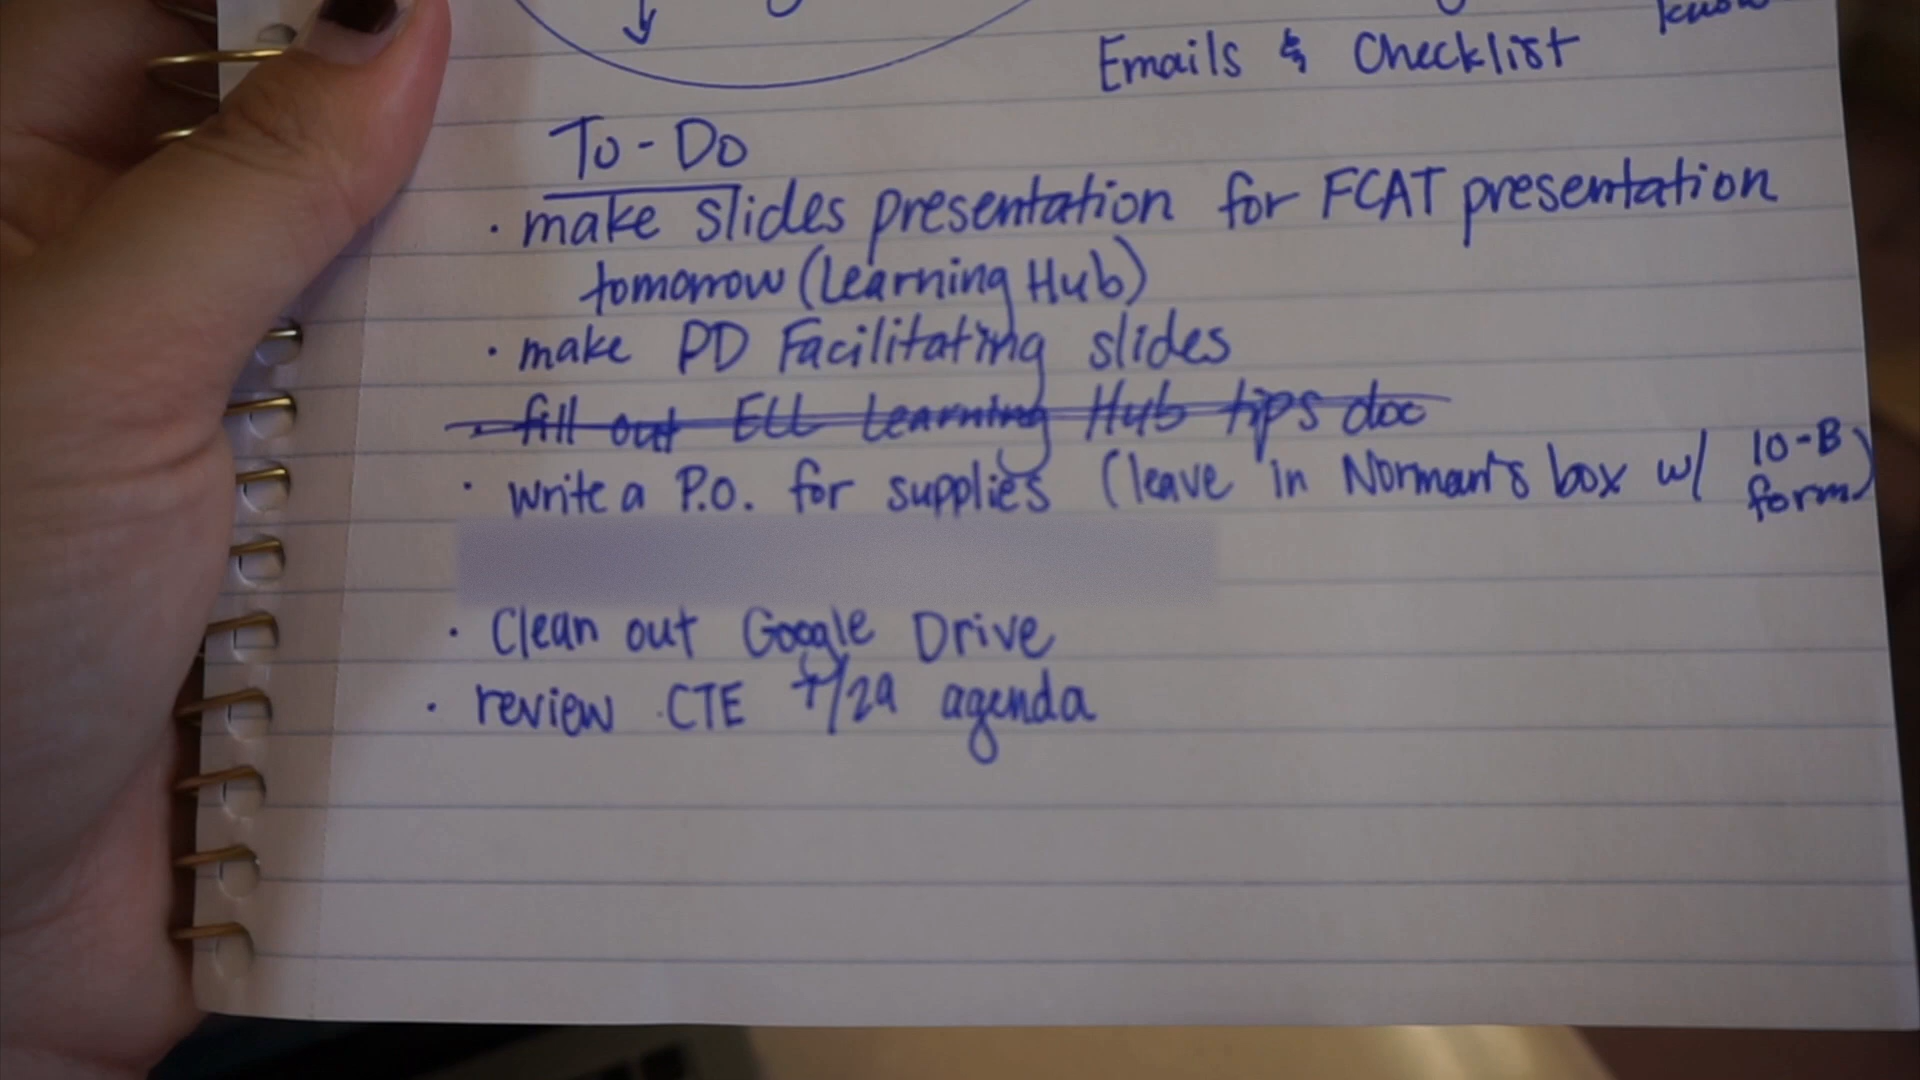 Emails & Checklist
To-Do
· make slides presentation for FCAT presentation
tomorrow (Learning Hub)
· make PD Facilitating slides
· fill out ELL Learning Hub tips doc
· write a P.O. for supplies (leave in Norman's box w/ 10-B form)
· Clean out Google Drive
· review CTE agenda